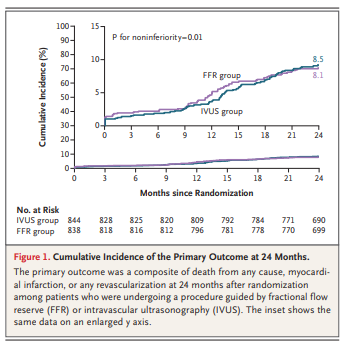 Cumulative Incidence (%)
100
90
80
70
60
50
40
30
20
10
0
15
10
5
0
P for noninferiority=0.01
FFR group
IVUS group
8.5
8.1
0 3 6 9 12 15 18 21 24
0 3 6 9 12 15 18 21 24
Months since Randomization
No. at Risk
IVUS group 844 828 825 820 809 792 784 771 690
FFR group 838 818 816 812 796 781 778 770 699
Figure 1. Cumulative Incidence of the Primary Outcome at 24 Months.
The primary outcome was a composite of death from any cause, myocardi-
al infarction, or any revascularization at 24 months after randomization
among patients who were undergoing a procedure guided by fractional flow
reserve (FFR) or intravascular ultrasonography (IVUS). The inset shows the
same data on an enlarged y axis.